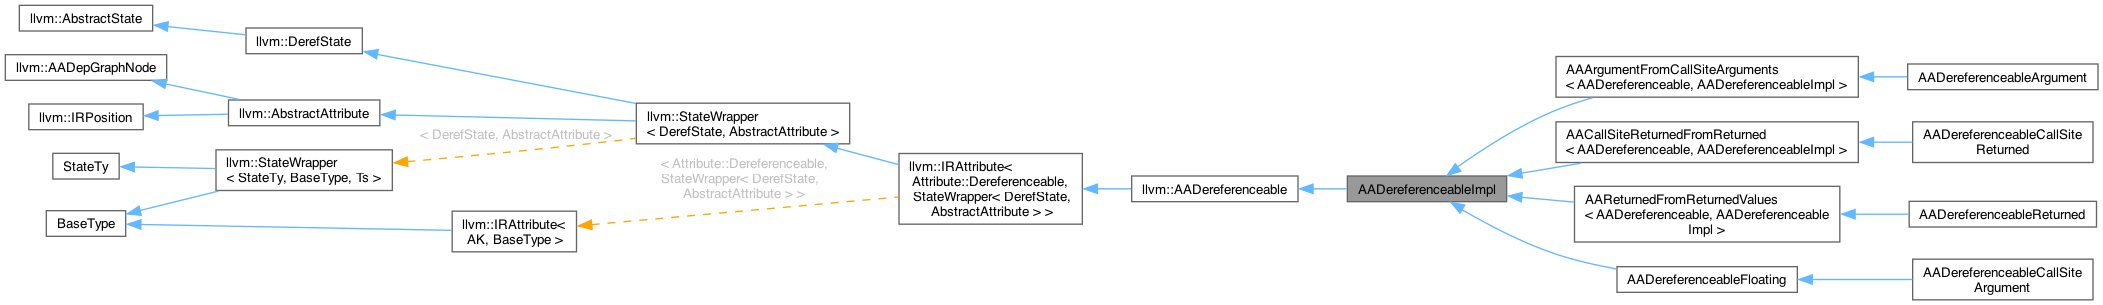 llvm::AbstractState
llvm::DerefState
llvm::AADepGraphNode
llvm::AbstractAttribute
llvm::IRPosition
llvm::StateWrapper
< DerefState, AbstractAttribute >
< DerefState, AbstractAttribute >
llvm::StateWrapper
< StateTy, BaseType, Ts >
StateTy
BaseType
llvm::IRAttribute<
AK, BaseType >
< Attribute::Dereferenceable,
StateWrapper< DerefState,
AbstractAttribute > >
llvm::IRAttribute<
Attribute::Dereferenceable,
StateWrapper< DerefState,
AbstractAttribute > >
llvm::AADereferenceable
AADereferenceableImpl
AAArgumentFromCallSiteArguments
< AADereferenceable, AADereferenceableImpl >
AADereferenceableArgument
AACallSiteReturnedFromReturned
< AADereferenceable, AADereferenceableImpl >
AADereferenceableCallSite
Returned
AAReturnedFromReturnedValues
< AADereferenceable, AADereferenceable
Impl >
AADereferenceableReturned
AADereferenceableFloating
AADereferenceableCallSite
Argument